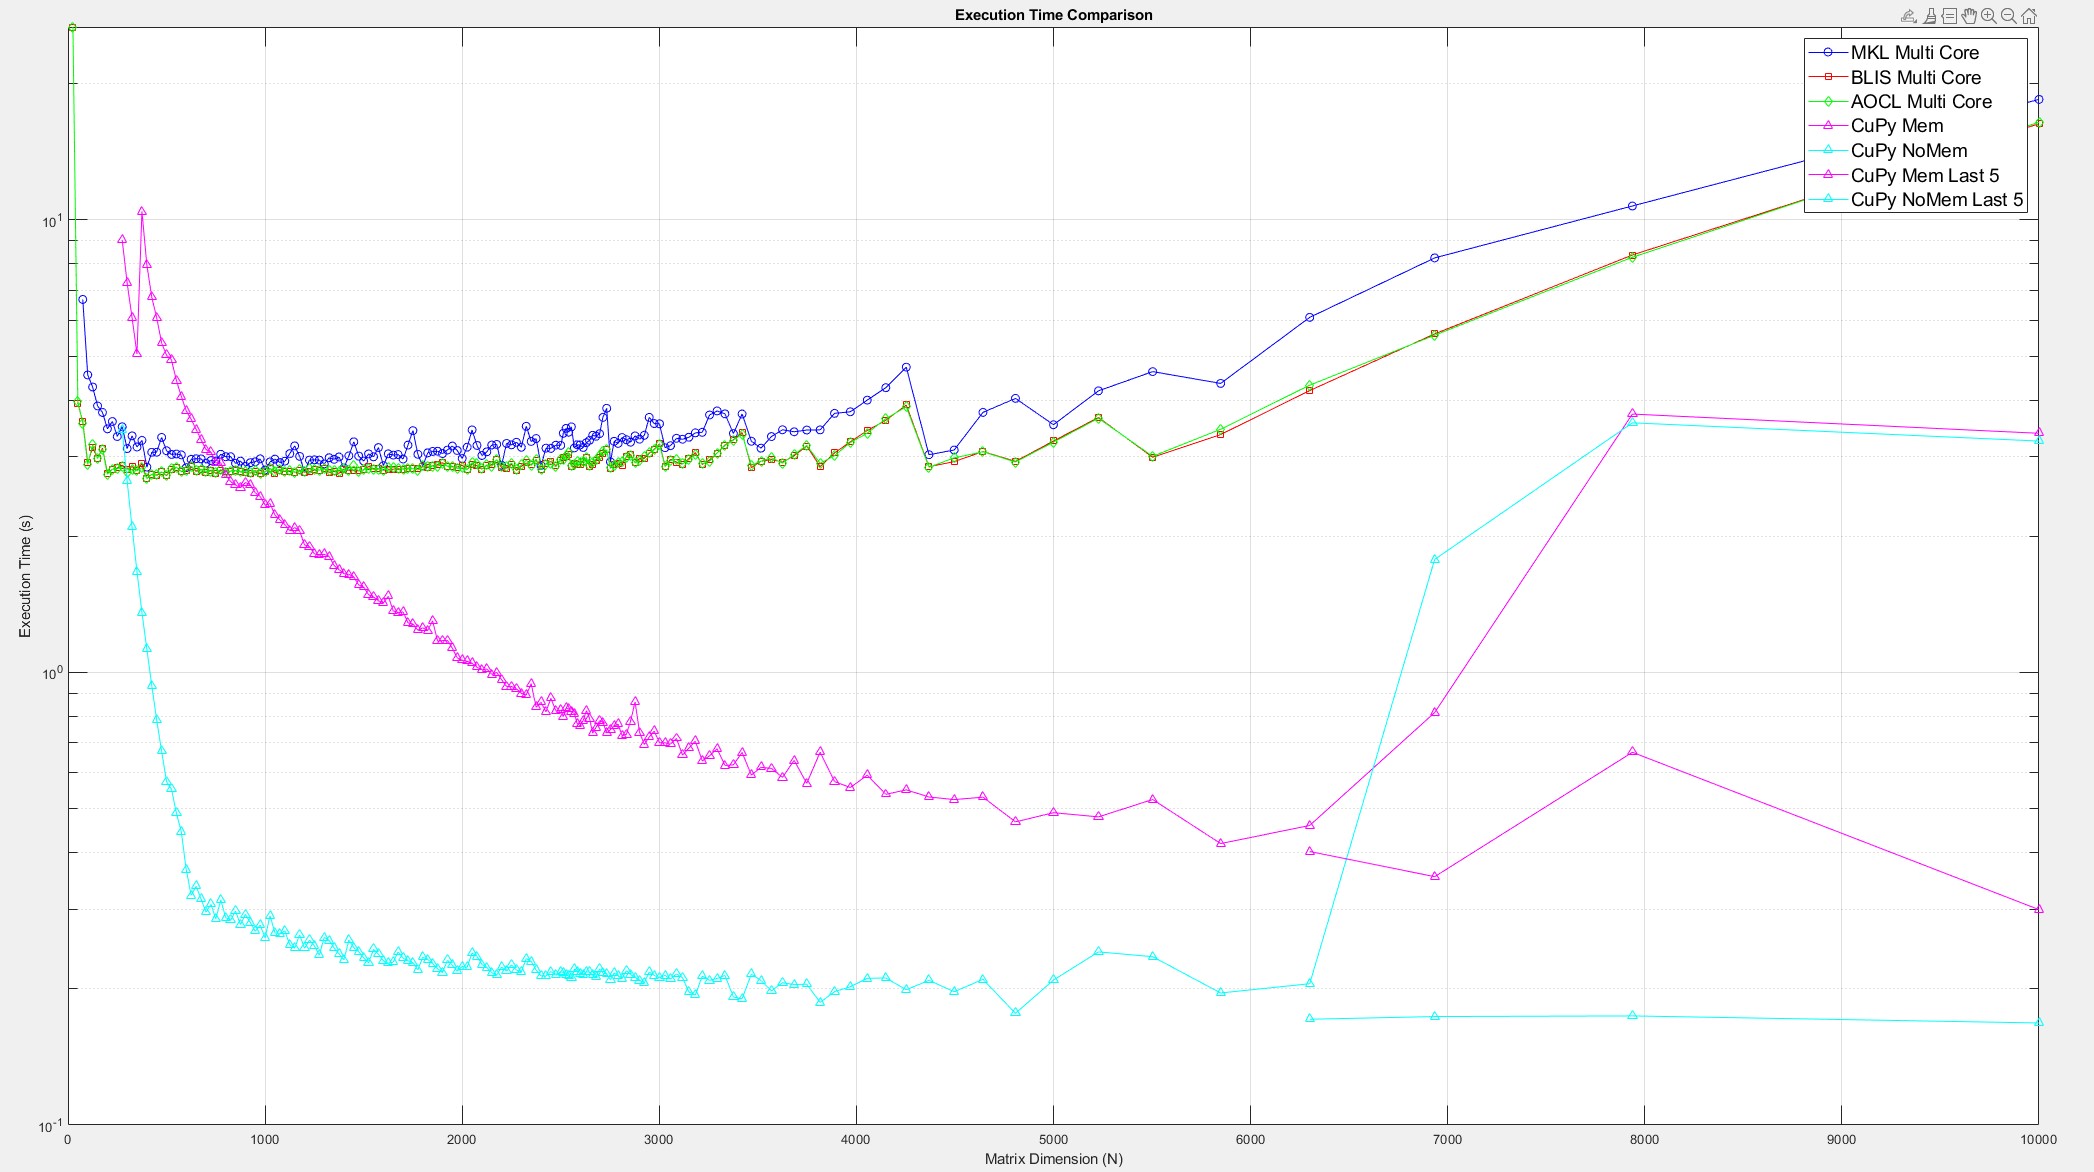 Execution Time Comparison
MKL Multi Core
BLIS Multi Core
AOCL Multi Core
CuPy Mem
CuPy NoMem
CuPy Mem Last 5
CuPy NoMem Last 5
Execution Time (s)
10^1
10^0
10^-1
0 1000 2000 3000 4000 5000 6000 7000 8000 9000 10000
Matrix Dimension (N)